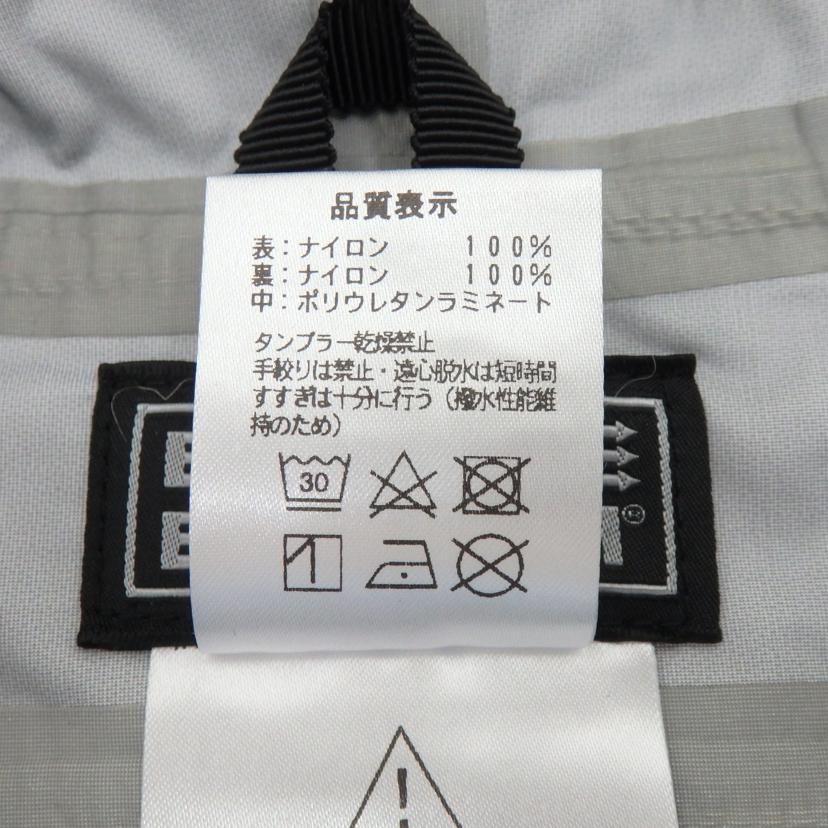 品質表示
表：ナイロン　１００％
裏：ナイロン　１００％
中：ポリウレタンラミネート
タンブラー乾燥禁止
手絞りは禁止・遠心脱水は短時間
すすぎは十分に行う（撥水性能維
持のため）
30
®